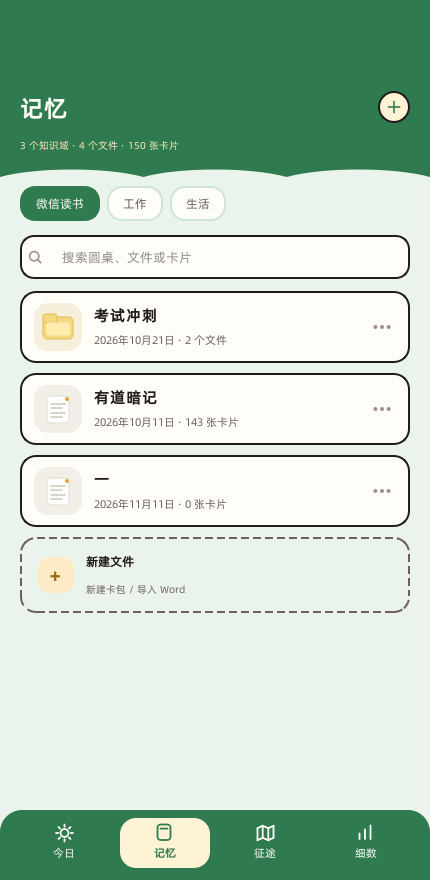 记忆
3 个知识域 · 4 个文件 · 150 张卡片
微信读书
工作
生活
搜索圆桌、文件或卡片
考试冲刺
2026年10月21日 · 2 个文件
有道暗记
2026年10月11日 · 143 张卡片
一
2026年11月11日 · 0 张卡片
新建文件
新建卡包 / 导入 Word
今日
记忆
征途
细数